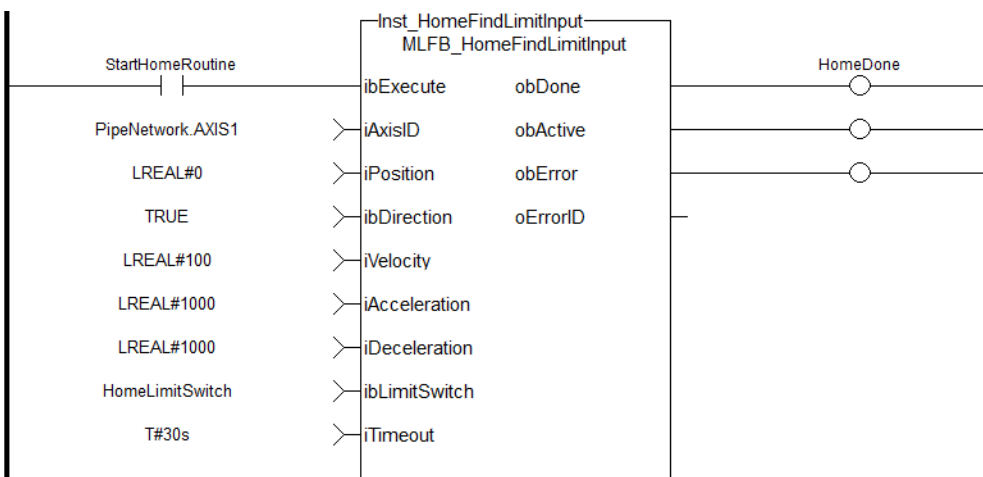 Inst_HomeFindLimitInput
MLFB_HomeFindLimitInput
StartHomeRoutine
HomeDone
ibExecute obDone
PipeNetwork.AXIS1 iAxisID obActive
LREAL#0 iPosition obError
TRUE ibDirection oErrorID
LREAL#100 iVelocity
LREAL#1000 iAcceleration
LREAL#1000 iDeceleration
HomeLimitSwitch ibLimitSwitch
T#30s iTimeout